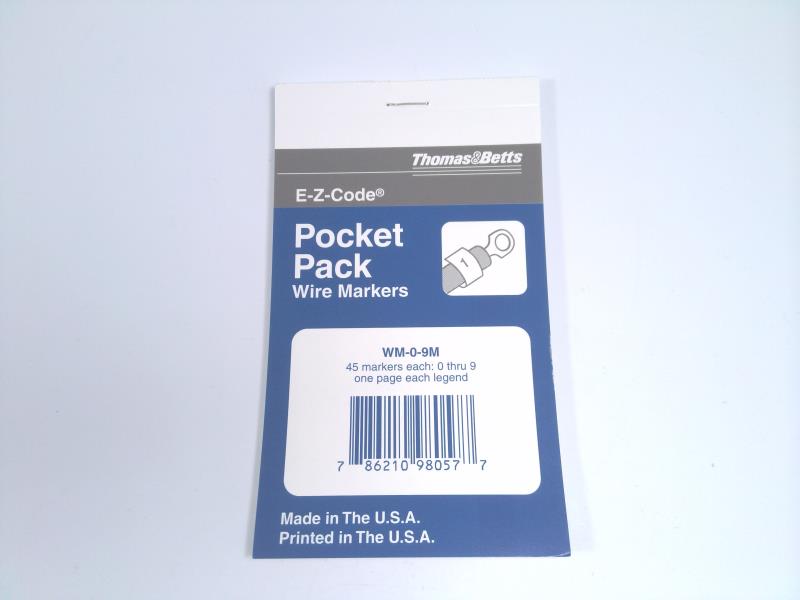 Thomas&Betts
E-Z-Code®
Pocket
Pack
Wire Markers
1
WM-0-9M
45 markers each: 0 thru 9
one page each legend
7 86210 98057 7
Made in The U.S.A.
Printed in The U.S.A.